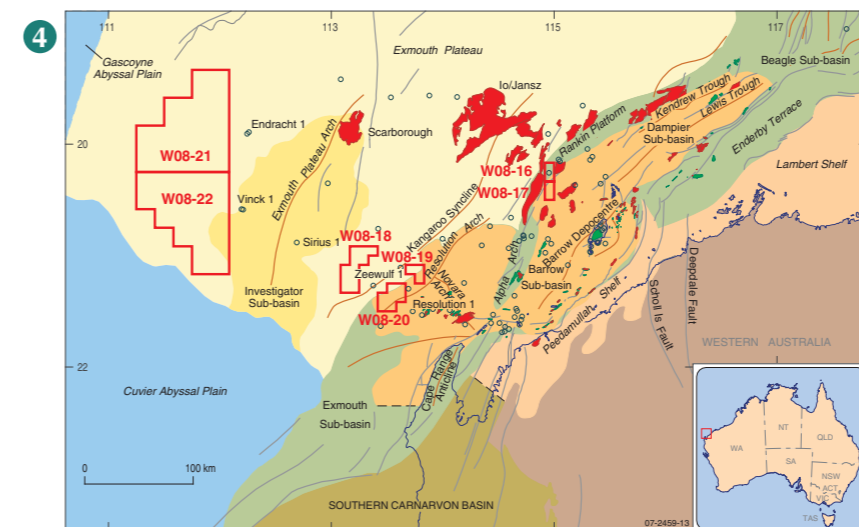 4
111
113
115
117
Gascoyne
Abyssal Plain
Exmouth Plateau
Beagle Sub-basin
Io/Jansz
Kendrew Trough
Lewis Trough
Endracht 1
Scarborough
Rankin Platform
Dampier
Sub-basin
Enderby Terrace
20
W08-21
Exmouth Plateau Arch
W08-16
Lambert Shelf
W08-17
W08-22
Vinck 1
Kangaroo Syncline
Sirius 1
W08-18
Resolution Arch
Barrow Depocentre
W08-19
Zeewulf 1
Novara
Arch
Alpha Arch
Barrow
Sub-basin
Deepdale Fault
Investigator
Sub-basin
Resolution 1
W08-20
Peedamullah Shelf
Scholl Is Fault
WESTERN AUSTRALIA
22
Cuvier Abyssal Plain
Cape Range
Anticline
Exmouth
Sub-basin
0
100 km
SOUTHERN CARNARVON BASIN
07-2459-13
NT
QLD
WA
SA
NSW
ACT
VIC
TAS